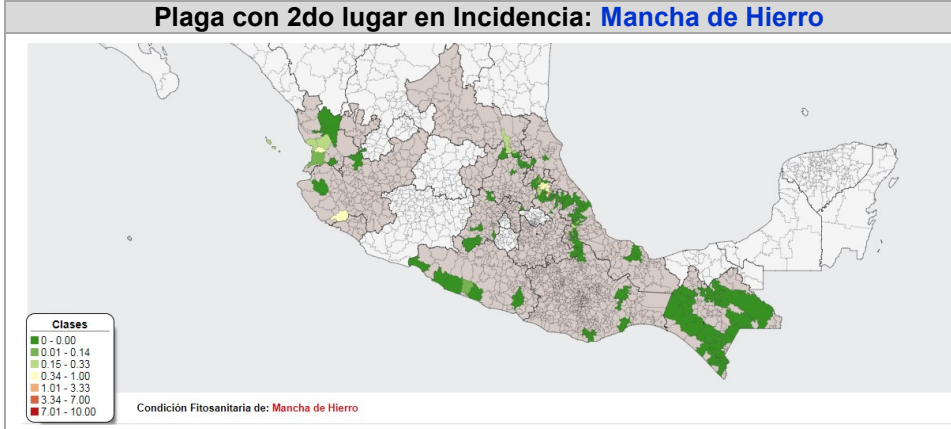 Plaga con 2do lugar en Incidencia: Mancha de Hierro
Clases
0 - 0.00
0.01 - 0.14
0.15 - 0.33
0.34 - 1.00
1.01 - 3.33
3.34 - 7.00
7.01 - 10.00
Condición Fitosanitaria de: Mancha de Hierro